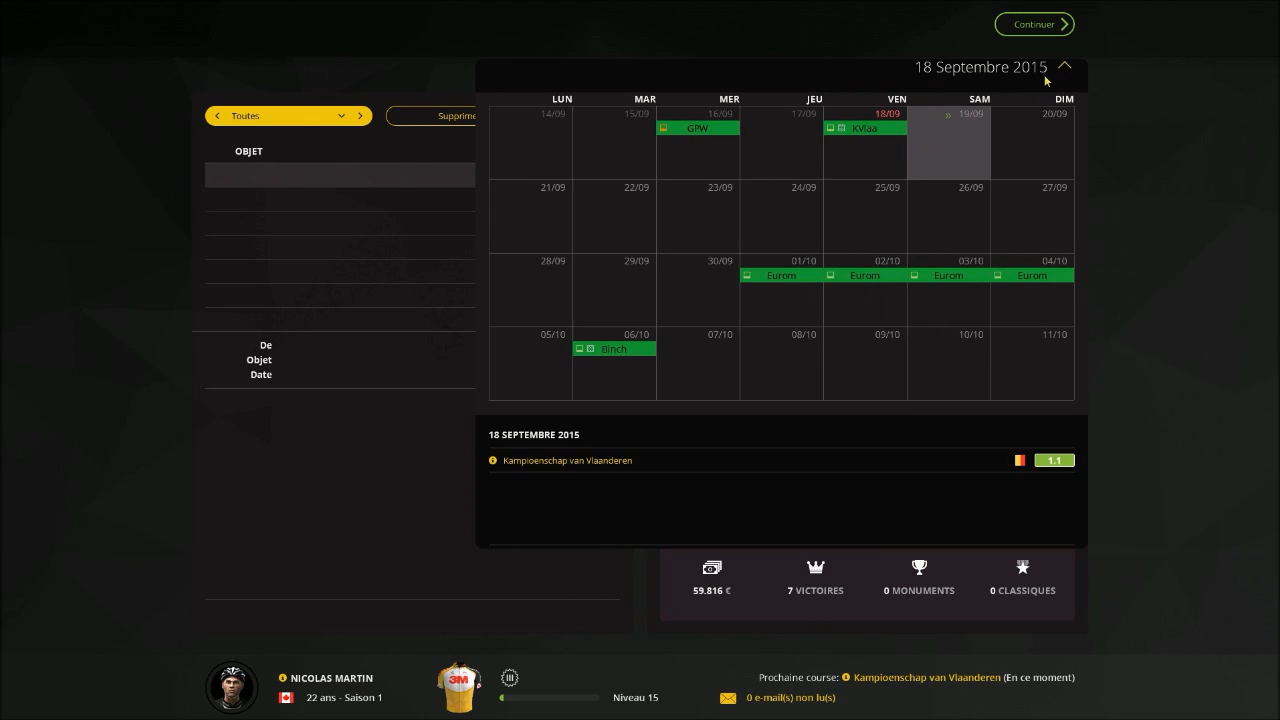 Continuer
18 Septembre 2015
Toutes
Supprime
LUN MAR MER JEU VEN SAM DIM
14/09 15/09 16/09 17/09 18/09 » 19/09 20/09
GPW KVlaa
OBJET
21/09 22/09 23/09 24/09 25/09 26/09 27/09
28/09 29/09 30/09 01/10 02/10 03/10 04/10
Eurom Eurom Eurom Eurom
05/10 06/10 07/10 08/10 09/10 10/10 11/10
Binch
De
Objet
Date
18 SEPTEMBRE 2015
Kampioenschap van Vlaanderen 1.1
59.816 € 7 VICTOIRES 0 MONUMENTS 0 CLASSIQUES
NICOLAS MARTIN
22 ans - Saison 1
3M
III
Niveau 15
Prochaine course: Kampioenschap van Vlaanderen (En ce moment)
0 e-mail(s) non lu(s)